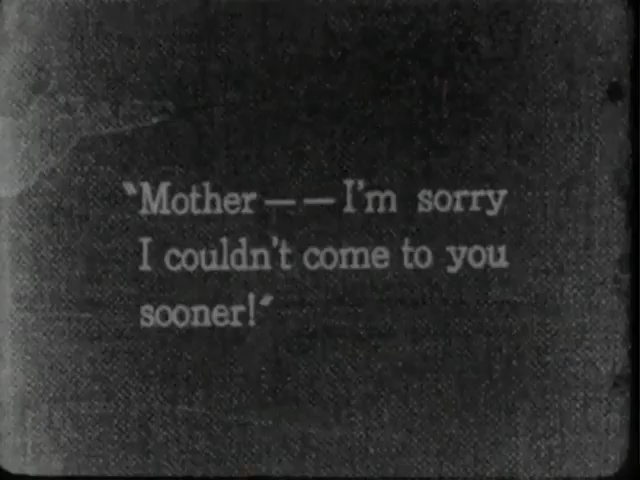 "Mother — — I'm sorry
I couldn't come to you
sooner!"